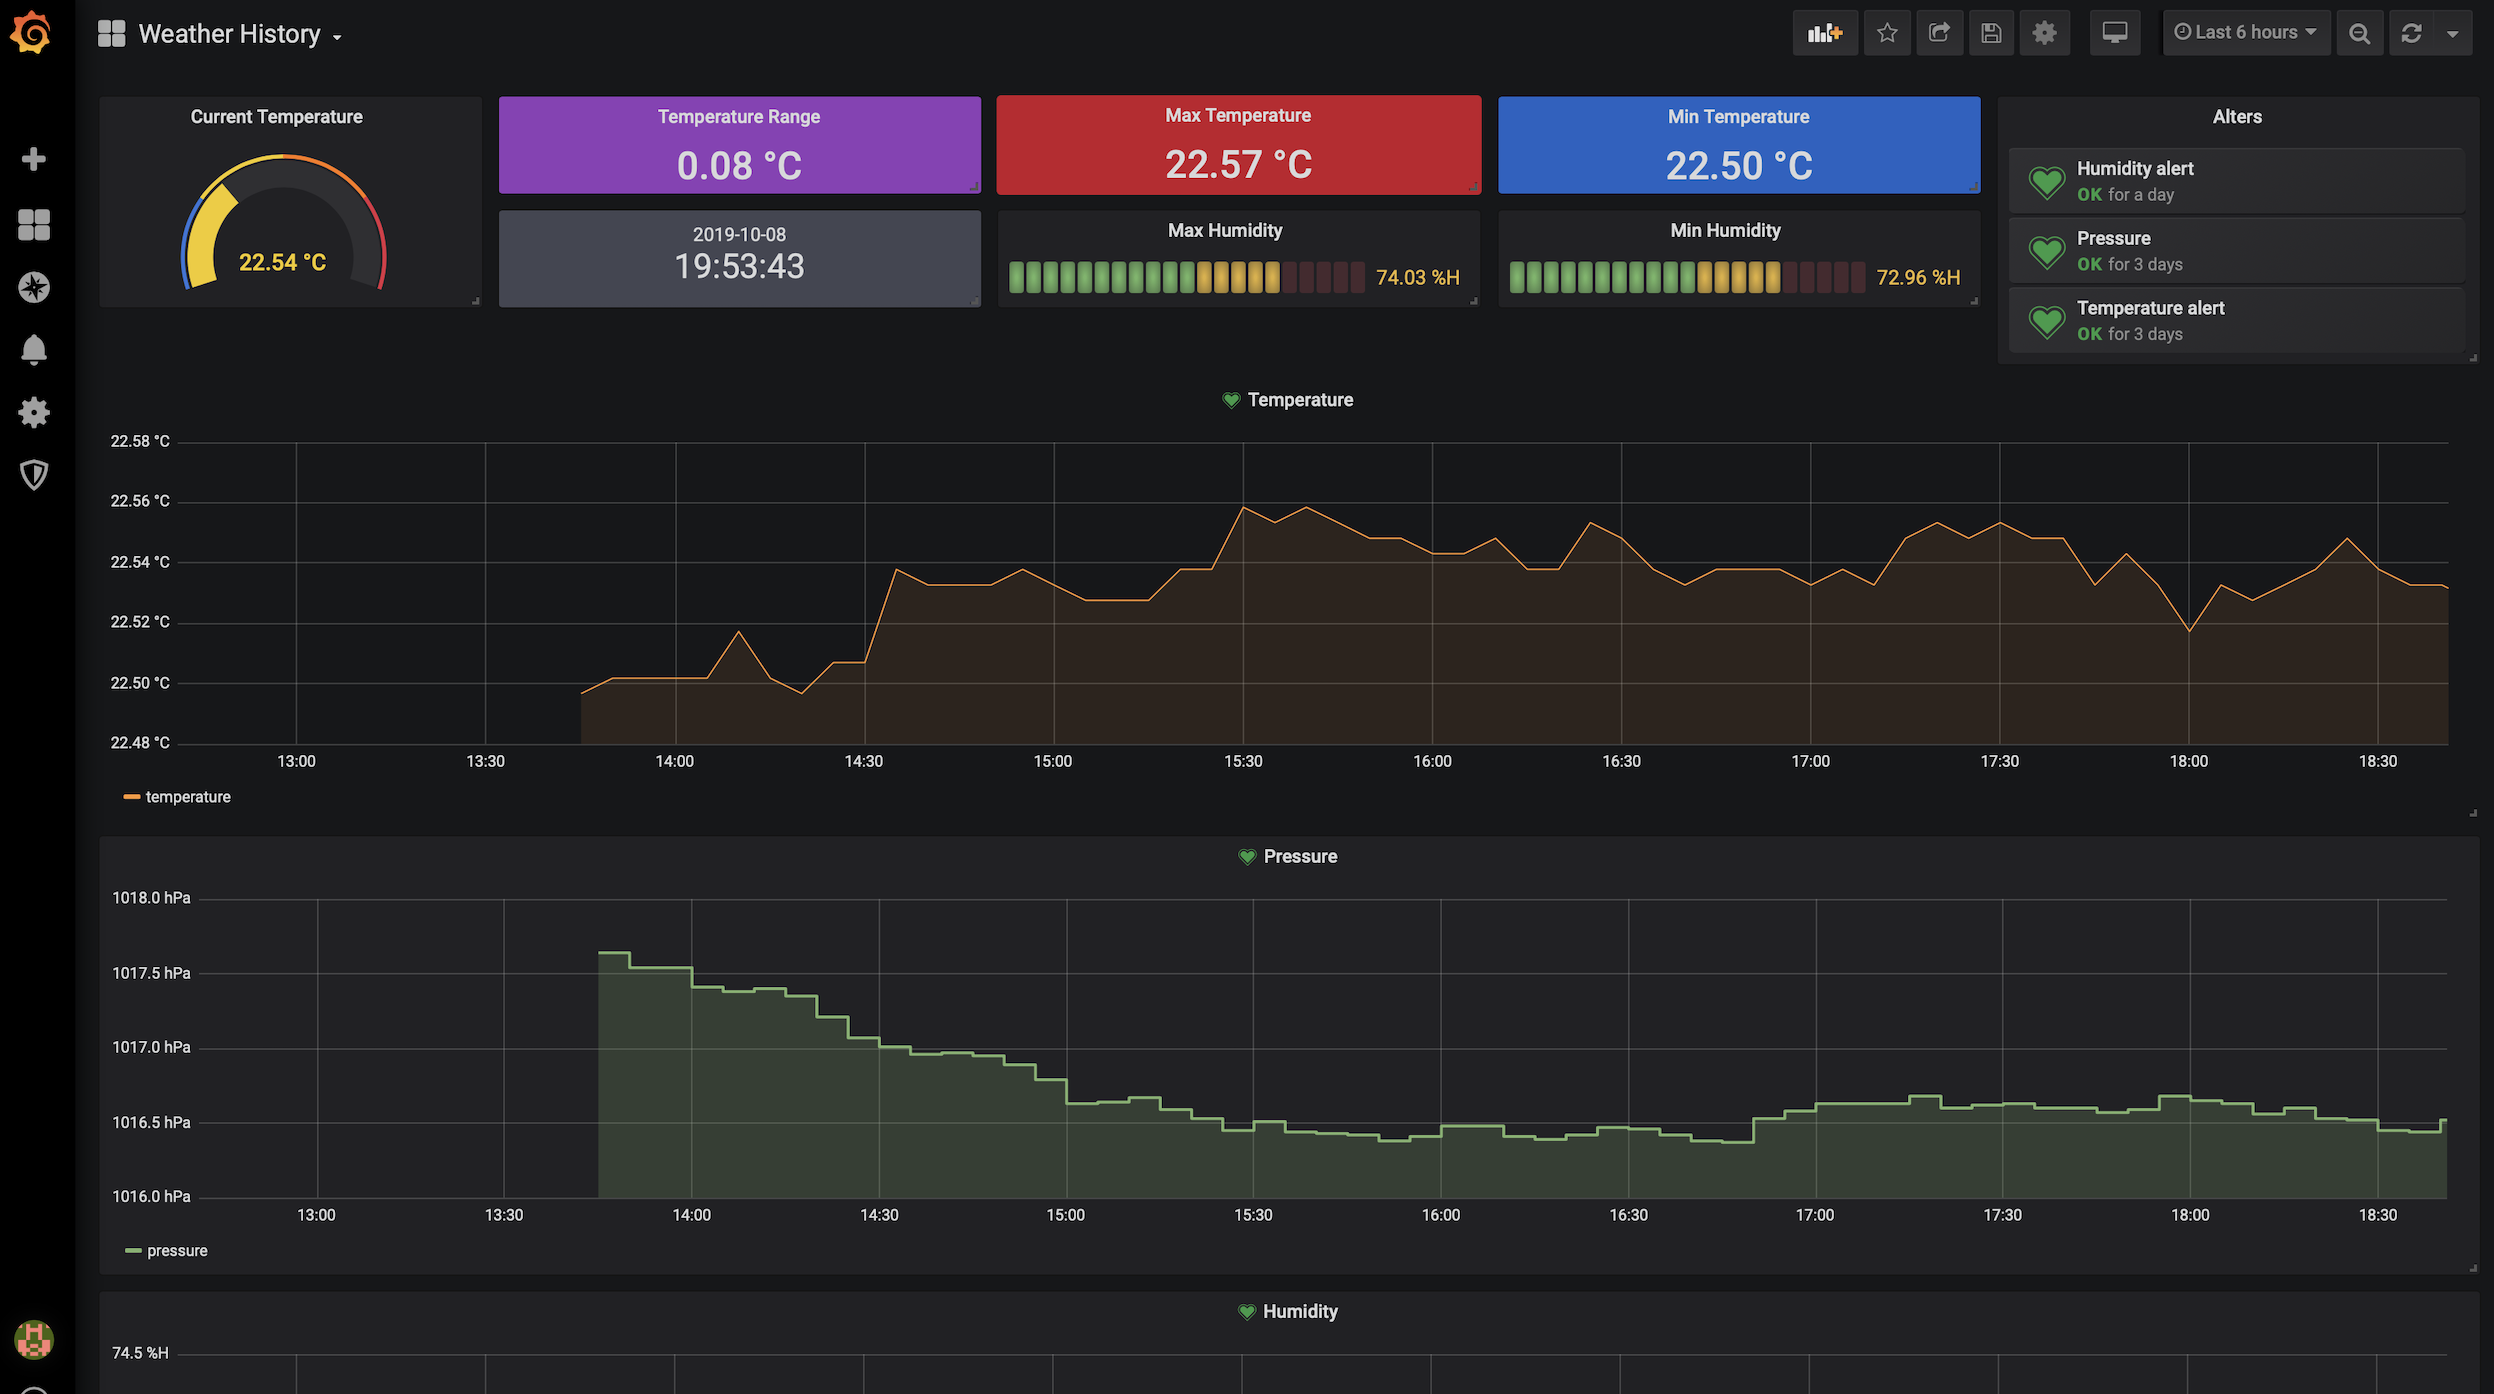 Weather History
Last 6 hours
Current Temperature
22.54 °C
Temperature Range
0.08 °C
Max Temperature
22.57 °C
Min Temperature
22.50 °C
2019-10-08
19:53:43
Max Humidity
74.03 %H
Min Humidity
72.96 %H
Alters
Humidity alert
OK for a day
Pressure
OK for 3 days
Temperature alert
OK for 3 days
Temperature
22.58 °C
22.56 °C
22.54 °C
22.52 °C
22.50 °C
22.48 °C
13:00 13:30 14:00 14:30 15:00 15:30 16:00 16:30 17:00 17:30 18:00 18:30
temperature
Pressure
1018.0 hPa
1017.5 hPa
1017.0 hPa
1016.5 hPa
1016.0 hPa
13:00 13:30 14:00 14:30 15:00 15:30 16:00 16:30 17:00 17:30 18:00 18:30
pressure
Humidity
74.5 %H